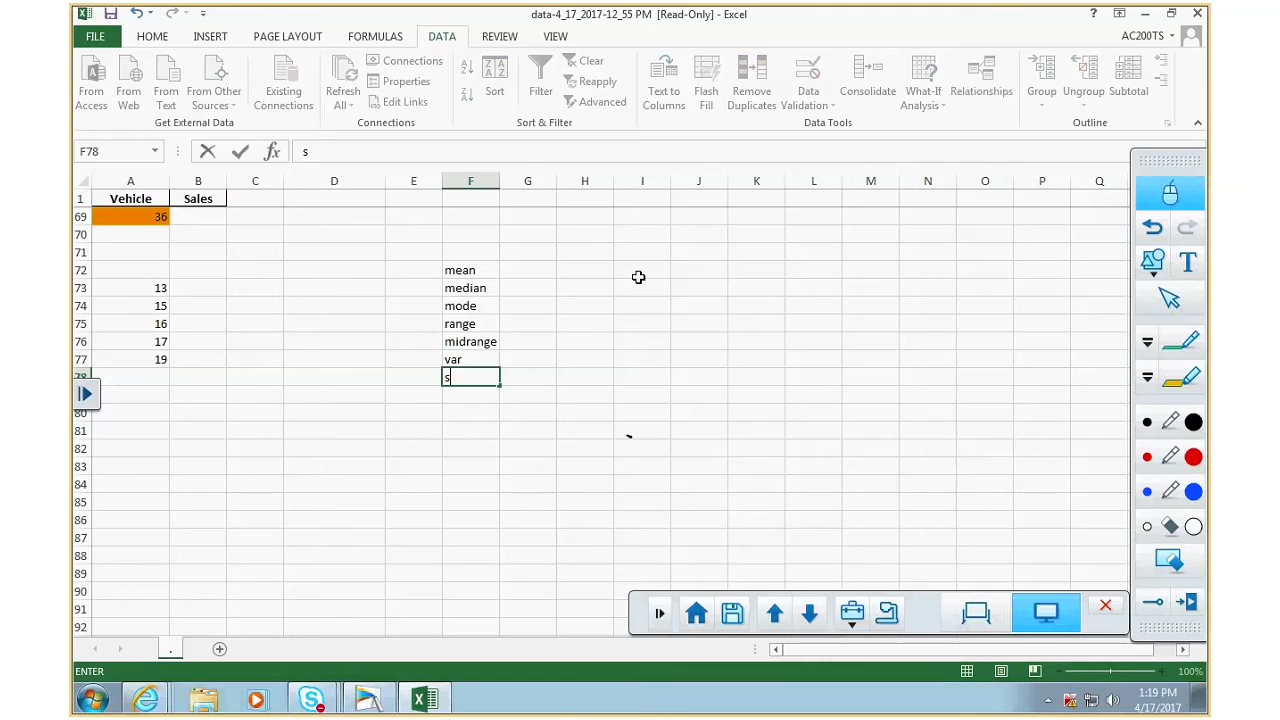 data-4_17_2017-12_55 PM [Read-Only] - Excel
FILE HOME INSERT PAGE LAYOUT FORMULAS DATA REVIEW VIEW AC200TS
From Access
From Web
From Text
From Other Sources
Existing Connections
Refresh All
Connections
Properties
Edit Links
Sort
Filter
Clear
Reapply
Advanced
Text to Columns
Flash Fill
Remove Duplicates
Data Validation
Consolidate
What-If Analysis
Relationships
Group
Ungroup
Subtotal
Get External Data Connections Sort & Filter Data Tools Outline
F78 fx s
A B C D E F G H I J K L M N O P Q
1 Vehicle Sales
69 36
70
71
72 mean
73 13 median
74 15 mode
75 16 range
76 17 midrange
77 19 var
78 s
80
81
82
83
84
85
86
87
88
89
90
91
92
.
ENTER 100%
1:19 PM
4/17/2017